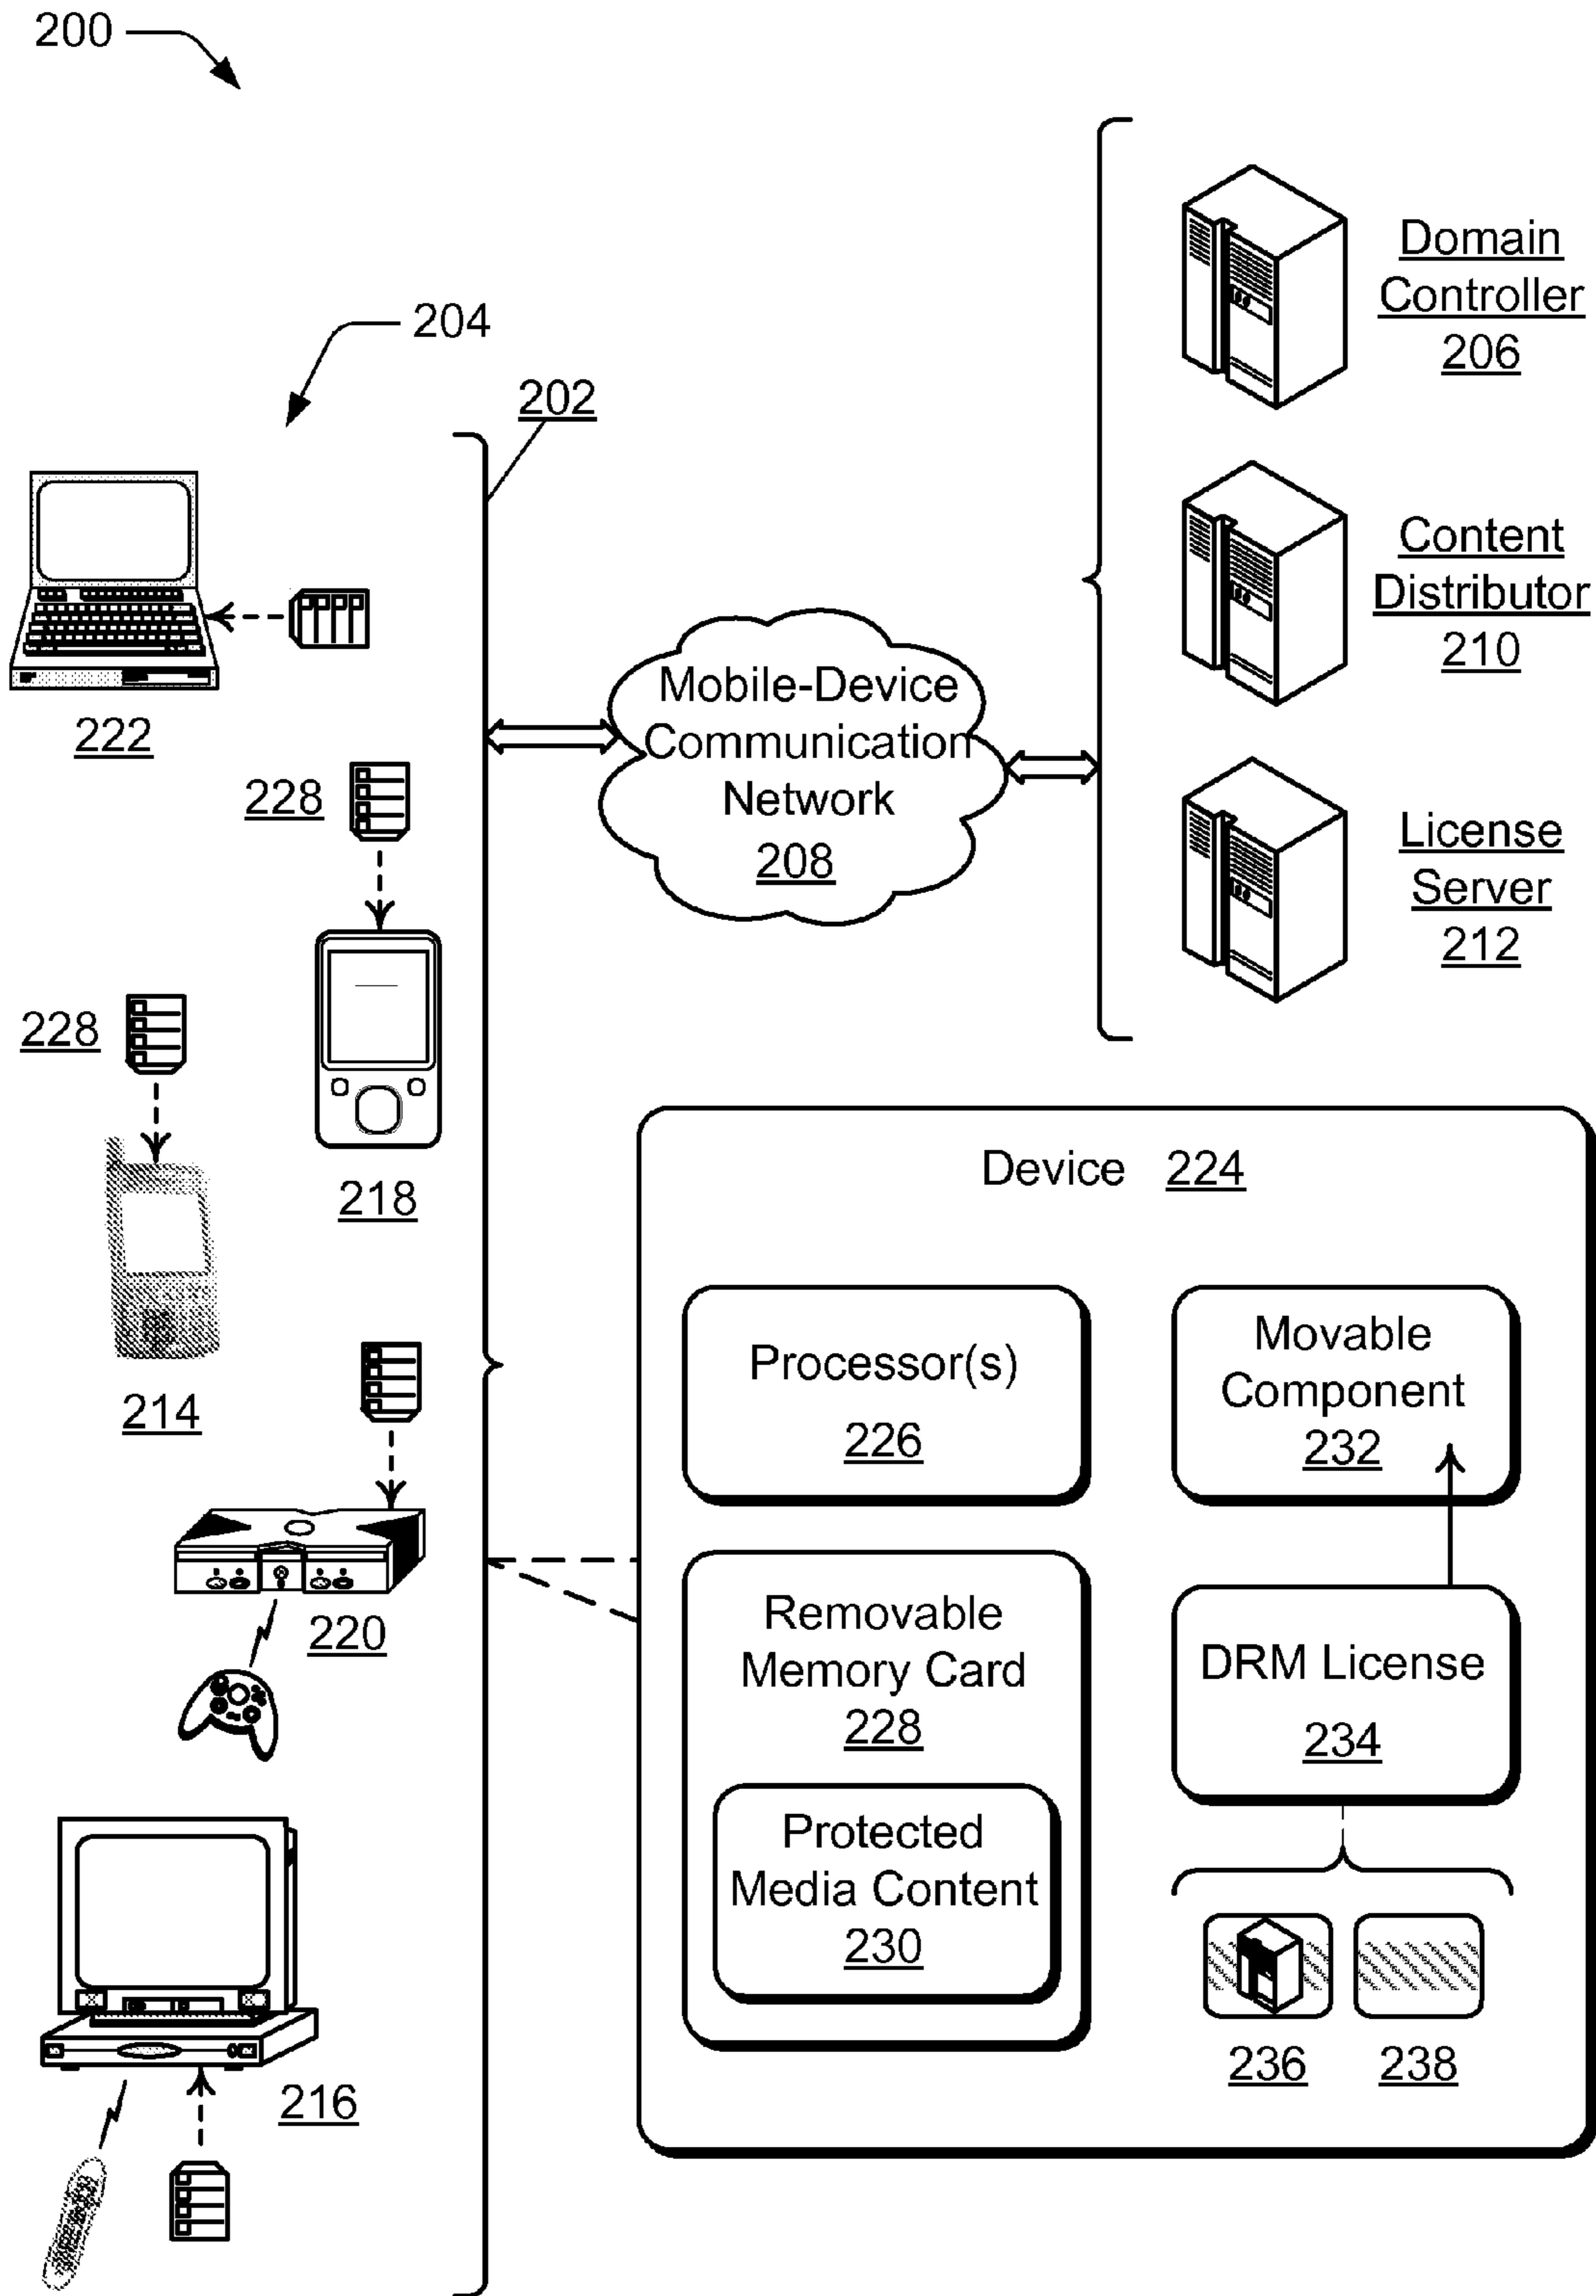 200
204
202
222
228
228
218
214
220
216
Mobile-Device
Communication
Network
208
Domain
Controller
206
Content
Distributor
210
License
Server
212
Device 224
Processor(s)
226
Movable
Component
232
Removable
Memory Card
228
Protected
Media Content
230
DRM License
234
236 238